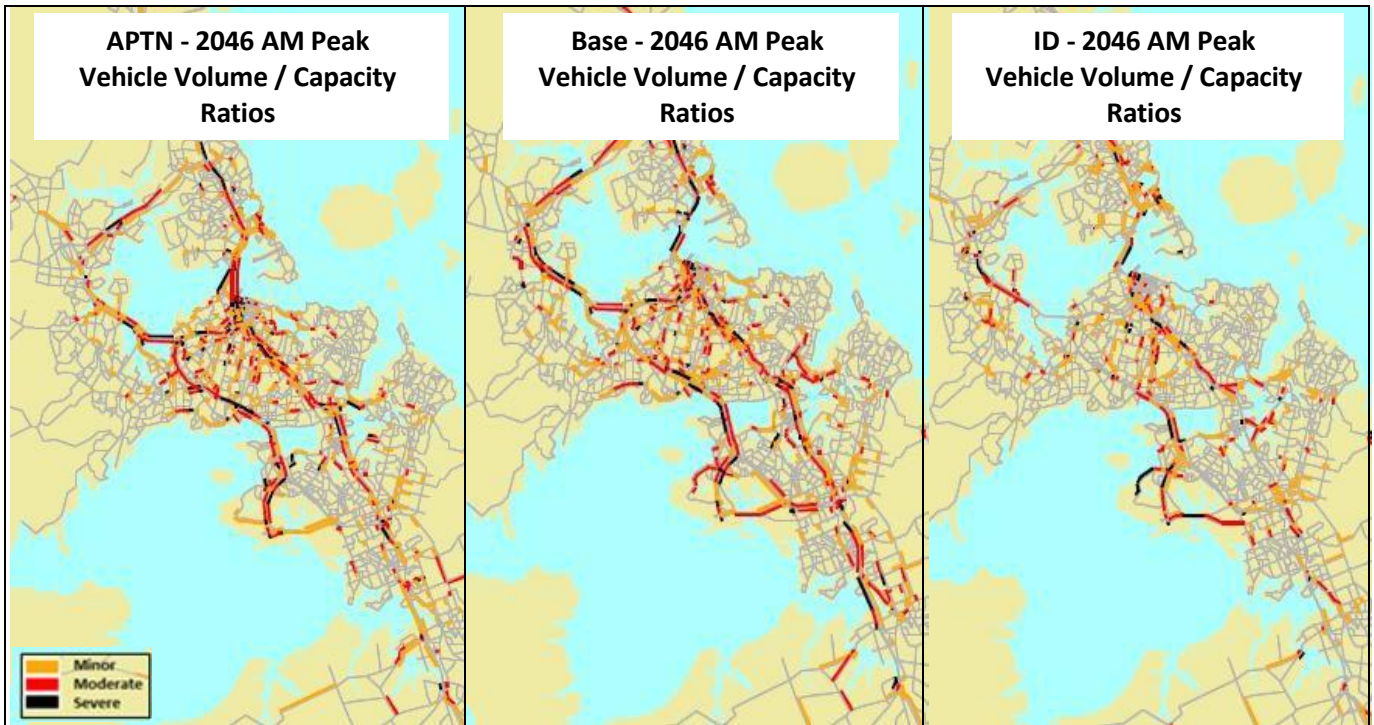 APTN - 2046 AM Peak
Vehicle Volume / Capacity
Ratios
Base - 2046 AM Peak
Vehicle Volume / Capacity
Ratios
ID - 2046 AM Peak
Vehicle Volume / Capacity
Ratios
Minor
Moderate
Severe